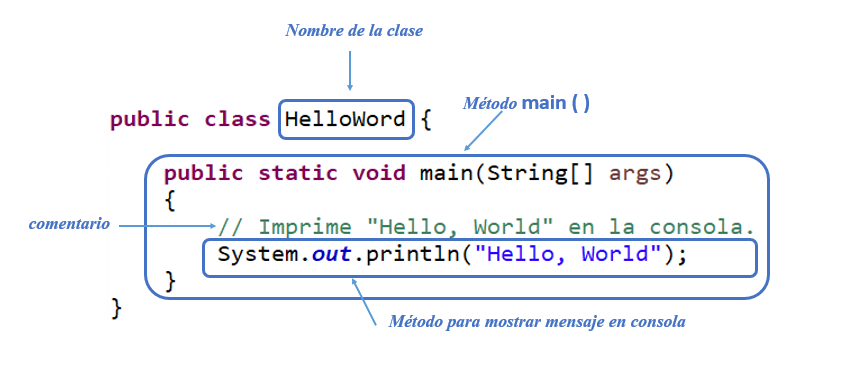 Nombre de la clase
Método main ( )
public class HelloWord {
public static void main(String[] args)
{
comentario
// Imprime "Hello, World" en la consola.
System.out.println("Hello, World");
}
}
Método para mostrar mensaje en consola